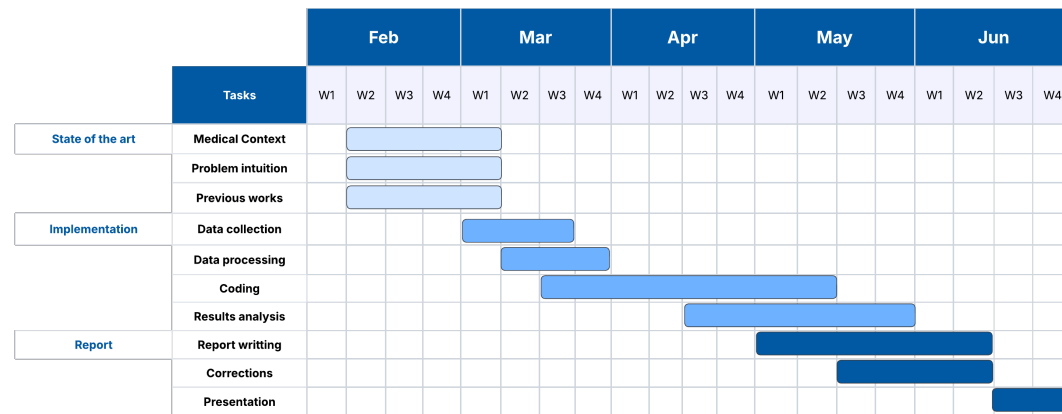 Feb Mar Apr May Jun
Tasks W1 W2 W3 W4 W1 W2 W3 W4 W1 W2 W3 W4 W1 W2 W3 W4 W1 W2 W3 W4
State of the art Medical Context
Problem intuition
Previous works
Implementation Data collection
Data processing
Coding
Results analysis
Report Report writting
Corrections
Presentation